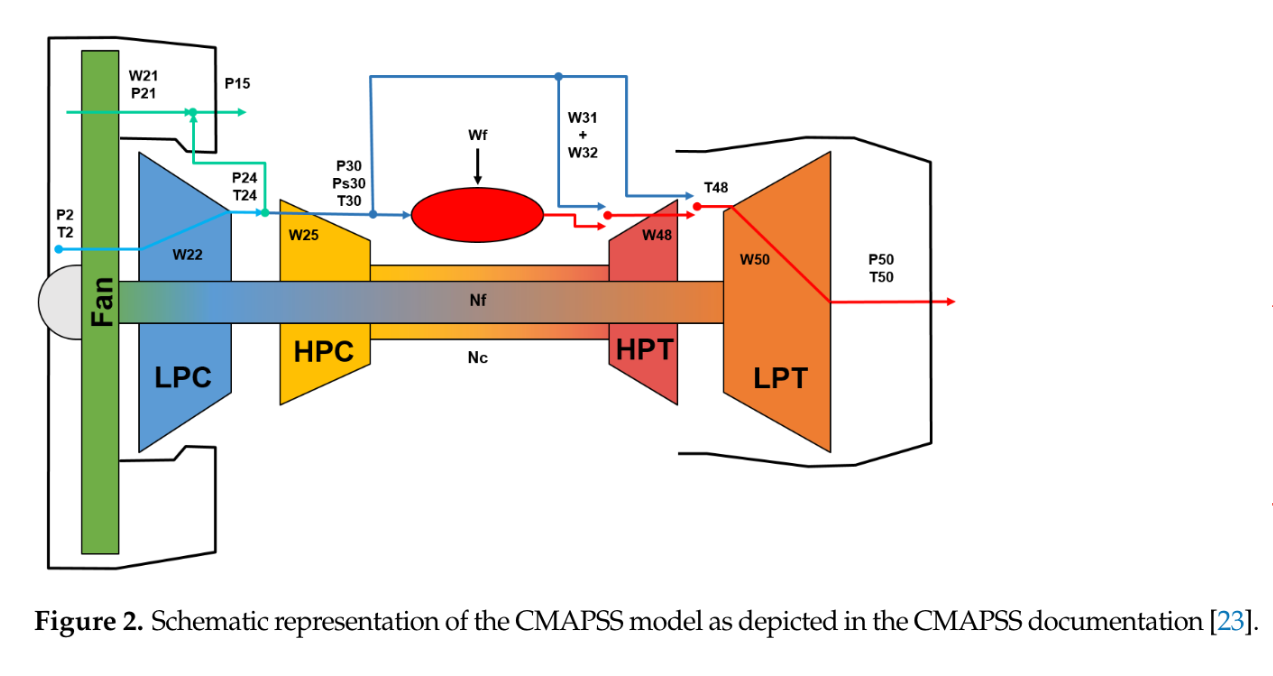 W21
P21
P15
P2
T2
Fan
W22
LPC
P24
T24
W25
HPC
P30
Ps30
T30
Wf
W31
+
W32
Nf
Nc
W48
HPT
T48
W50
LPT
P50
T50
Figure 2. Schematic representation of the CMAPSS model as depicted in the CMAPSS documentation [23].